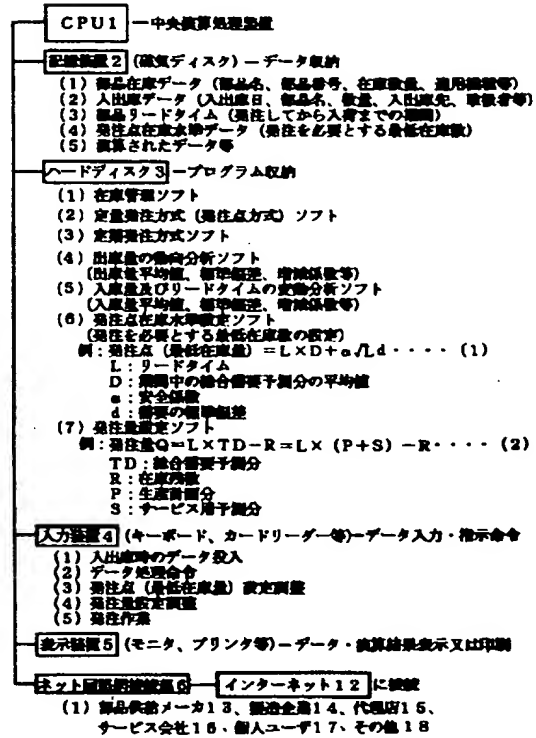 CPU1 ー中央演算処理装置
記憶装置2 (磁気ディスク) ーデータ収納
(1) 部品在庫データ (部品名、部品番号、在庫数量、適用機種等)
(2) 入出庫データ (入出庫日、部品名、数量、入出庫先、取扱者等)
(3) 部品リードタイム (発注してから入荷までの期間)
(4) 発注点在庫水準データ (発注を必要とする最低在庫数)
(5) 演算されたデータ等
ハードディスク3 ープログラム収納
(1) 在庫管理ソフト
(2) 定量発注方式 (発注点方式) ソフト
(3) 定期発注方式ソフト
(4) 出庫量の動向分析ソフト
(出庫量平均値、標準偏差、増減係数等)
(5) 入庫量及びリードタイムの変動分析ソフト
(入庫量平均値、標準偏差、増減係数等)
(6) 発注点在庫水準設定ソフト
(発注を必要とする最低在庫数の設定)
例:発注点 (最低在庫量) =L×D+α√Ld・・・・ (1)
L:リードタイム
D:期間中の総合需要予測分の平均値
α:安全係数
d:需要の標準偏差
(7) 発注量設定ソフト
例:発注量Q=L×TD−R=L× (P+S) −R・・・・ (2)
TD:総合需要予測分
R:在庫残数
P:生産計画分
S:サービス用予測分
入力装置4 (キーボード、カードリーダー等)ーデータ入力・指示命令
(1) 入出庫時のデータ投入
(2) データ処理命令
(3) 発注点 (最低在庫量) 設定調整
(4) 発注量設定調整
(5) 発注作業
表示装置5 (モニタ、プリンタ等) ーデータ・演算結果表示又は印刷
ネット回路網接続部6 インターネット12 に接続
(1) 部品供給メーカ13、製造企業14、代理店15、
サービス会社16、個人ユーザ17、その他18